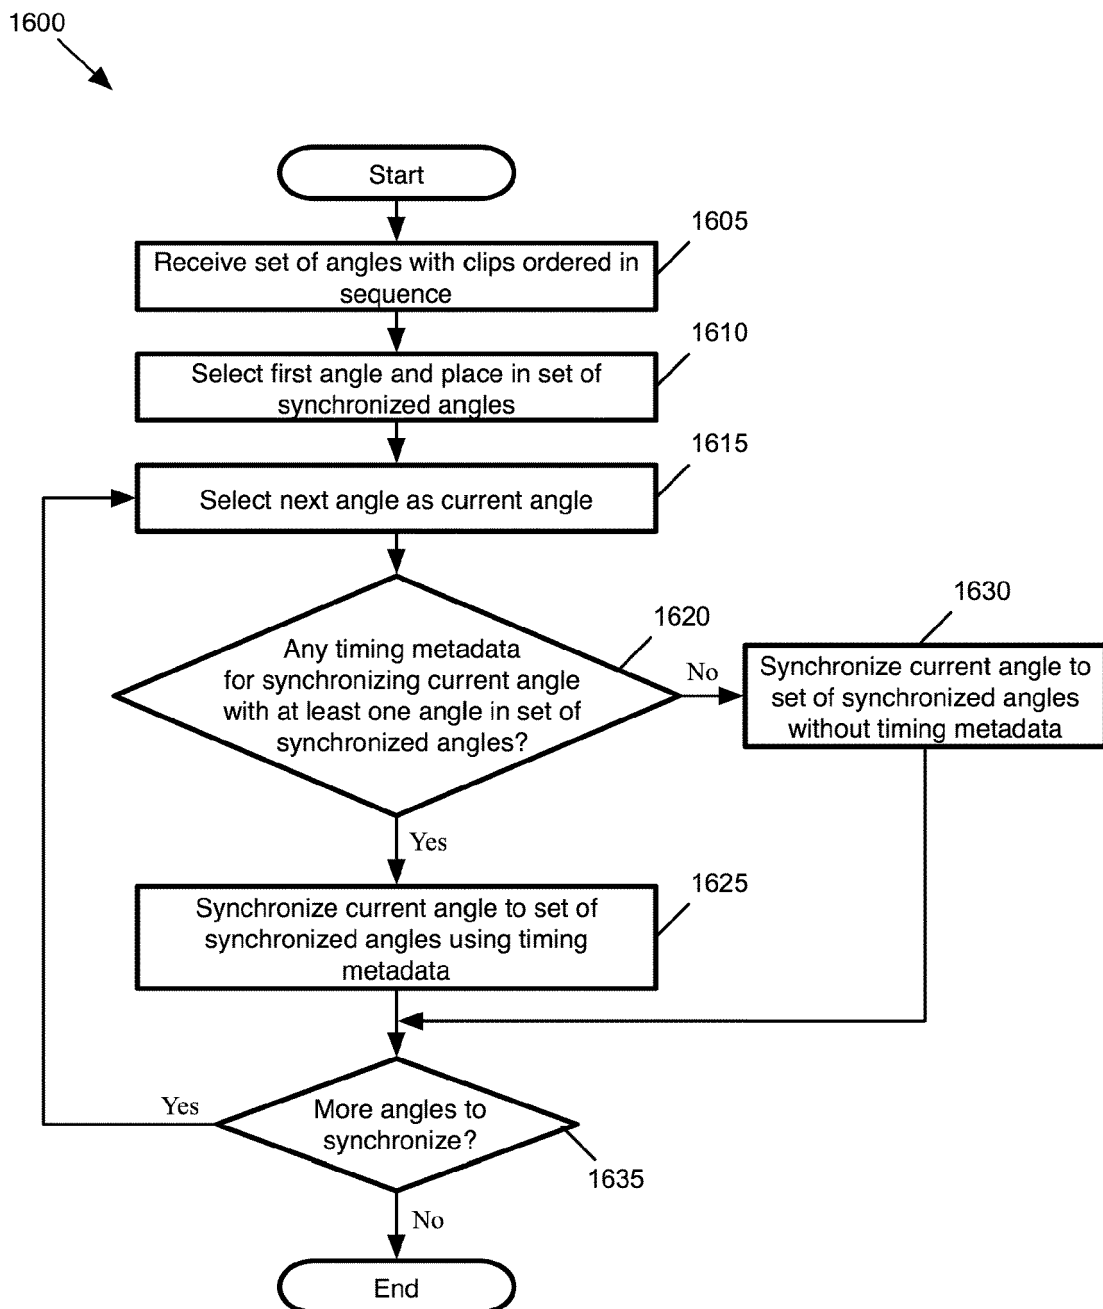 1600
Start
1605
Receive set of angles with clips ordered in
sequence
1610
Select first angle and place in set of
synchronized angles
1615
Select next angle as current angle
1620
Any timing metadata
for synchronizing current angle
with at least one angle in set of
synchronized angles?
No
1630
Synchronize current angle to
set of synchronized angles
without timing metadata
Yes
1625
Synchronize current angle to set of
synchronized angles using timing
metadata
Yes
More angles to
synchronize?
1635
No
End